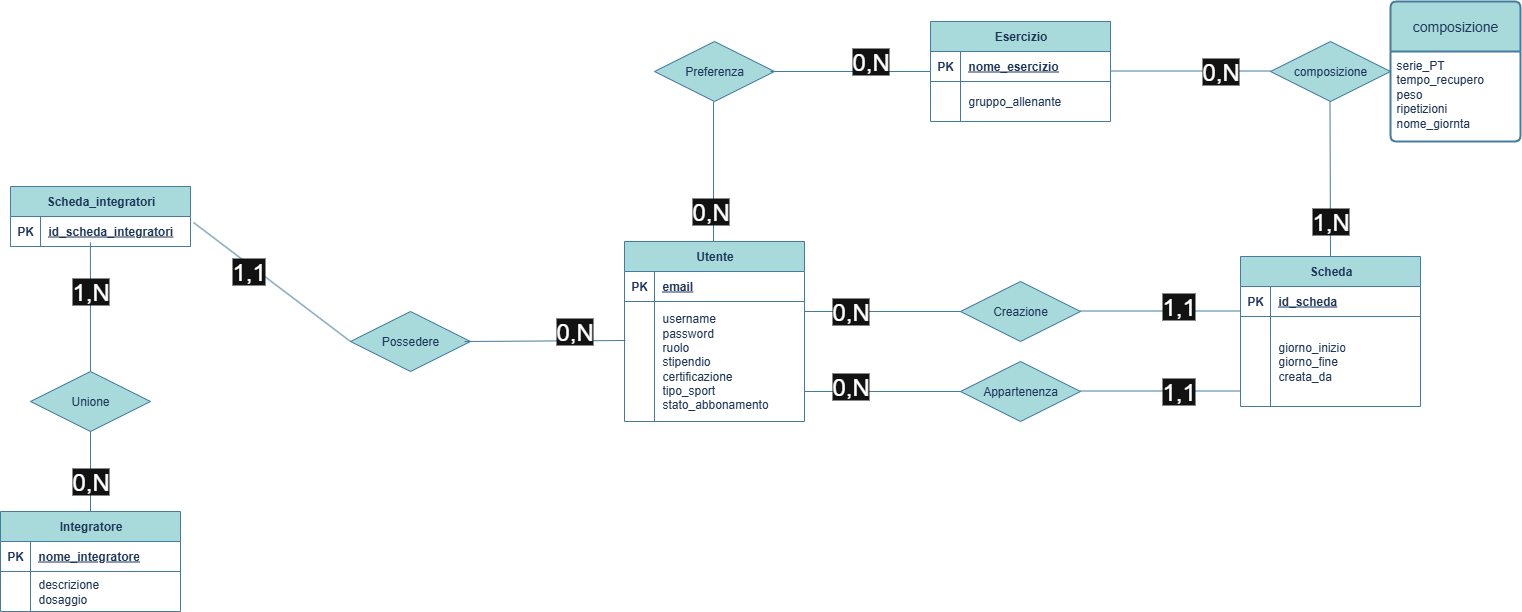 composizione
serie_PT
tempo_recupero
peso
ripetizioni
nome_giornta
Esercizio
PK nome_esercizio
gruppo_allenante
Preferenza
0,N
0,N
composizione
Scheda_integratori
PK id_scheda_integratori
0,N
1,N
Utente
PK email
username
password
ruolo
stipendio
certificazione
tipo_sport
stato_abbonamento
Scheda
PK id_scheda
giorno_inizio
giorno_fine
creata_da
1,1
1,N
0,N
Creazione
1,1
Possedere
0,N
0,N
Appartenenza
1,1
Unione
0,N
Integratore
PK nome_integratore
descrizione
dosaggio